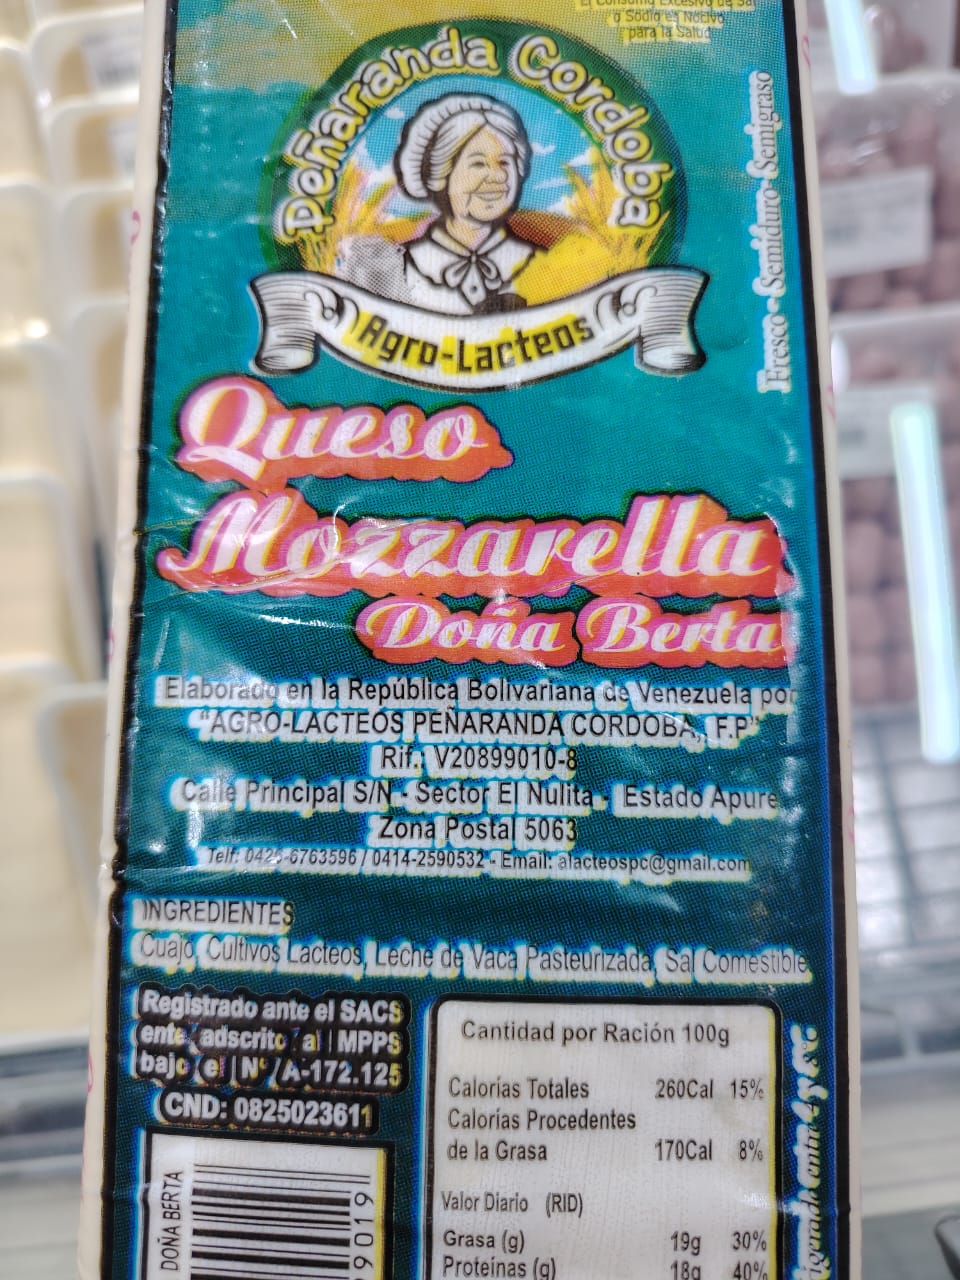 El Consumo Excesivo de Sal
o Sodio es Nocivo
para la Salud
Peñaranda Cordoba
Agro-Lacteos
Fresco-Semiduro-Semigraso
Queso
Mozzarella
Doña Berta
Elaborado en la República Bolivariana de Venezuela por
"AGRO-LACTEOS PEÑARANDA CORDOBA, F.P"
Rif.: V20899010-8
Calle Principal S/N - Sector El Nulita - Estado Apure
Zona Postal 5063
Telf: 0426-6763596 / 0414-2590532 - Email: alacteospc@gmail.com
INGREDIENTES
Cuajo, Cultivos Lacteos, Leche de Vaca Pasteurizada, Sal Comestible
Registrado ante el SACS
ente adscrito al MPPS
bajo el N° A-172.125
CND: 0825023611
DOÑA BERTA
99019
Cantidad por Ración 100g
Calorías Totales 260Cal 15%
Calorías Procedentes
de la Grasa 170Cal 8%
Valor Diario (RID)
Grasa (g) 19g 30%
Proteinas (g) 18g 40%
entre 4 y 8°C